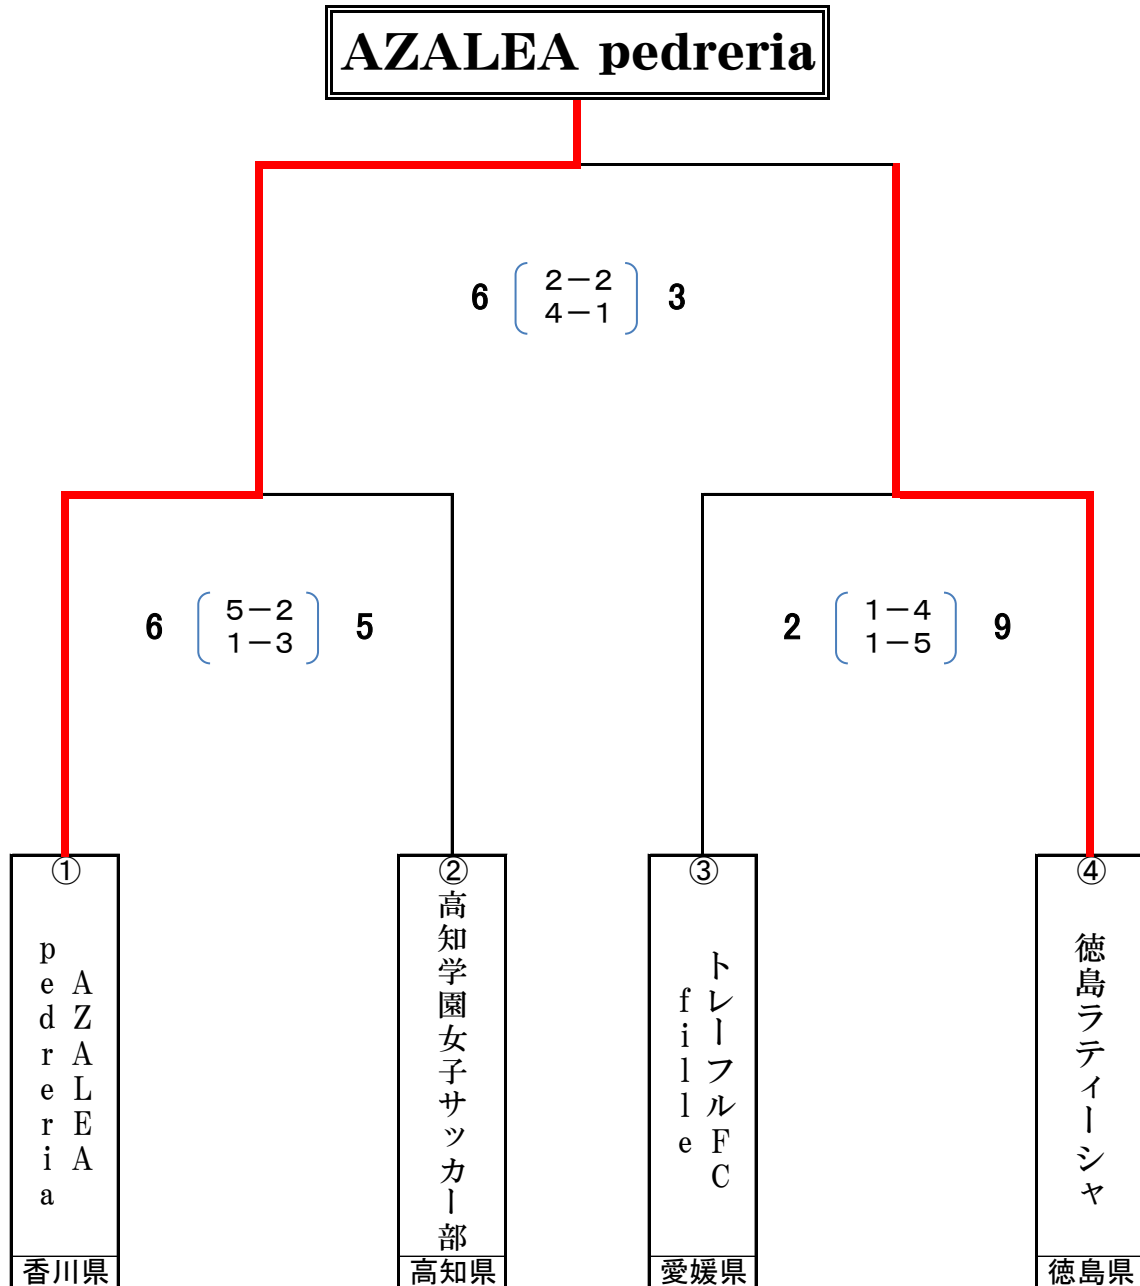 AZALEA pedreria
6 2－2 3
4－1
6 5－2 5
1－3
2 1－4 9
1－5
①
AZALEA
pedreria
香川県
②
高知学園女子サッカー部
高知県
③
トレーフルFC
fille
愛媛県
④
徳島ラティーシャ
徳島県